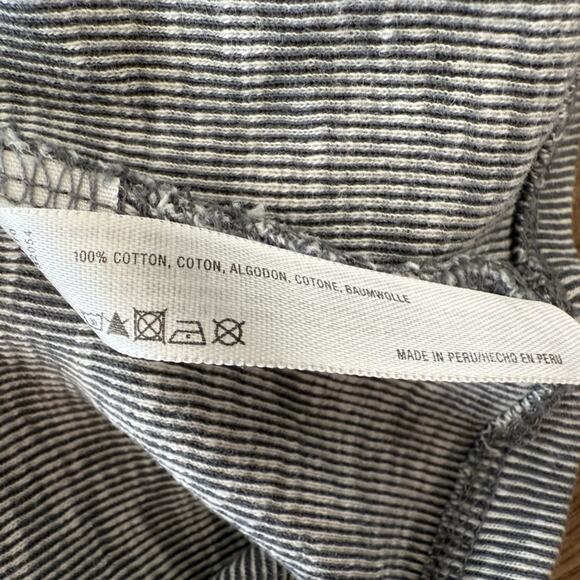 100% COTTON, COTON, ALGODON, COTONE, BAUMWOLLE
MADE IN PERU/HECHO EN PERU